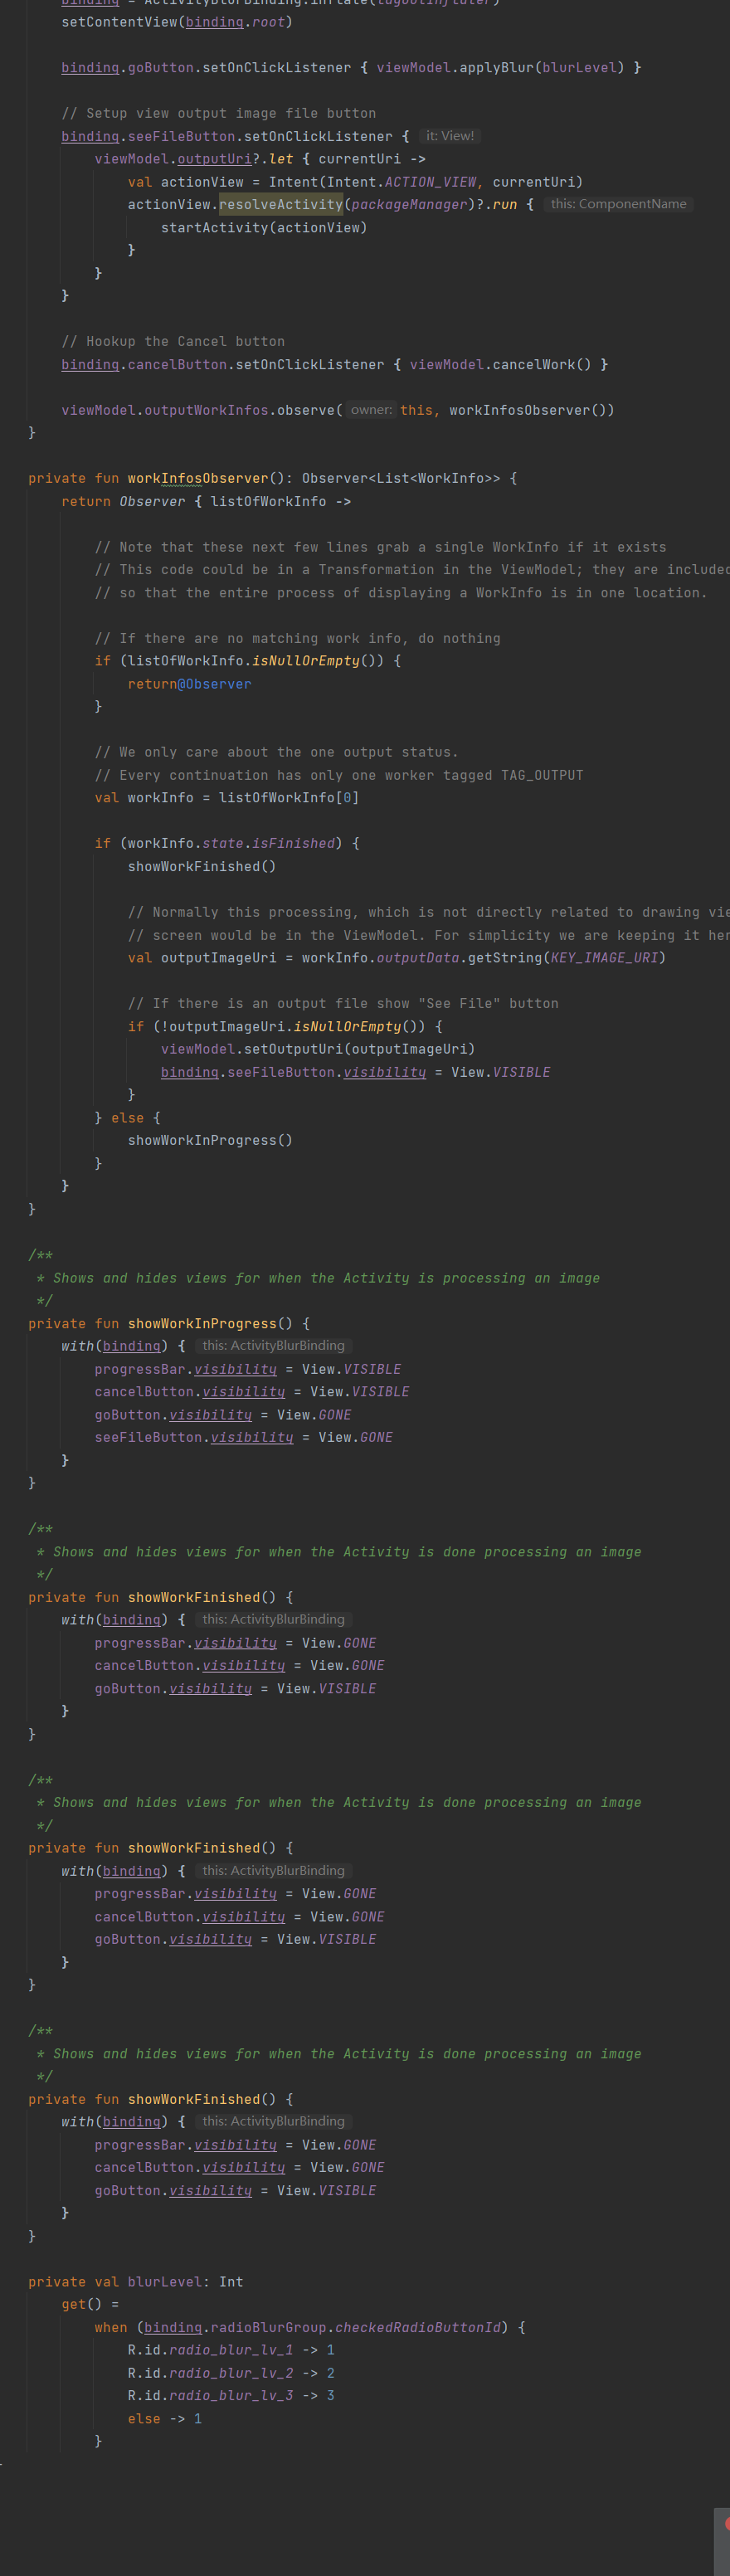 binding = ActivityBlurBinding.inflate(layoutInflater)
setContentView(binding.root)
binding.goButton.setOnClickListener { viewModel.applyBlur(blurLevel) }
// Setup view output image file button
binding.seeFileButton.setOnClickListener { it: View!
viewModel.outputUri?.let { currentUri ->
val actionView = Intent(Intent.ACTION_VIEW, currentUri)
actionView.resolveActivity(packageManager)?.run { this: ComponentName
startActivity(actionView)
}
}
}
// Hookup the Cancel button
binding.cancelButton.setOnClickListener { viewModel.cancelWork() }
viewModel.outputWorkInfos.observe( owner: this, workInfosObserver())
}
private fun workInfosObserver(): Observer<List<WorkInfo>> {
return Observer { listOfWorkInfo ->
// Note that these next few lines grab a single WorkInfo if it exists
// This code could be in a Transformation in the ViewModel; they are included
// so that the entire process of displaying a WorkInfo is in one location.
// If there are no matching work info, do nothing
if (listOfWorkInfo.isNullOrEmpty()) {
return@Observer
}
// We only care about the one output status.
// Every continuation has only one worker tagged TAG_OUTPUT
val workInfo = listOfWorkInfo[0]
if (workInfo.state.isFinished) {
showWorkFinished()
// Normally this processing, which is not directly related to drawing vie
// screen would be in the ViewModel. For simplicity we are keeping it her
val outputImageUri = workInfo.outputData.getString(KEY_IMAGE_URI)
// If there is an output file show "See File" button
if (!outputImageUri.isNullOrEmpty()) {
viewModel.setOutputUri(outputImageUri)
binding.seeFileButton.visibility = View.VISIBLE
}
} else {
showWorkInProgress()
}
}
}
/**
* Shows and hides views for when the Activity is processing an image
*/
private fun showWorkInProgress() {
with(binding) { this: ActivityBlurBinding
progressBar.visibility = View.VISIBLE
cancelButton.visibility = View.VISIBLE
goButton.visibility = View.GONE
seeFileButton.visibility = View.GONE
}
}
/**
* Shows and hides views for when the Activity is done processing an image
*/
private fun showWorkFinished() {
with(binding) { this: ActivityBlurBinding
progressBar.visibility = View.GONE
cancelButton.visibility = View.GONE
goButton.visibility = View.VISIBLE
}
}
/**
* Shows and hides views for when the Activity is done processing an image
*/
private fun showWorkFinished() {
with(binding) { this: ActivityBlurBinding
progressBar.visibility = View.GONE
cancelButton.visibility = View.GONE
goButton.visibility = View.VISIBLE
}
}
/**
* Shows and hides views for when the Activity is done processing an image
*/
private fun showWorkFinished() {
with(binding) { this: ActivityBlurBinding
progressBar.visibility = View.GONE
cancelButton.visibility = View.GONE
goButton.visibility = View.VISIBLE
}
}
private val blurLevel: Int
get() =
when (binding.radioBlurGroup.checkedRadioButtonId) {
R.id.radio_blur_lv_1 -> 1
R.id.radio_blur_lv_2 -> 2
R.id.radio_blur_lv_3 -> 3
else -> 1
}